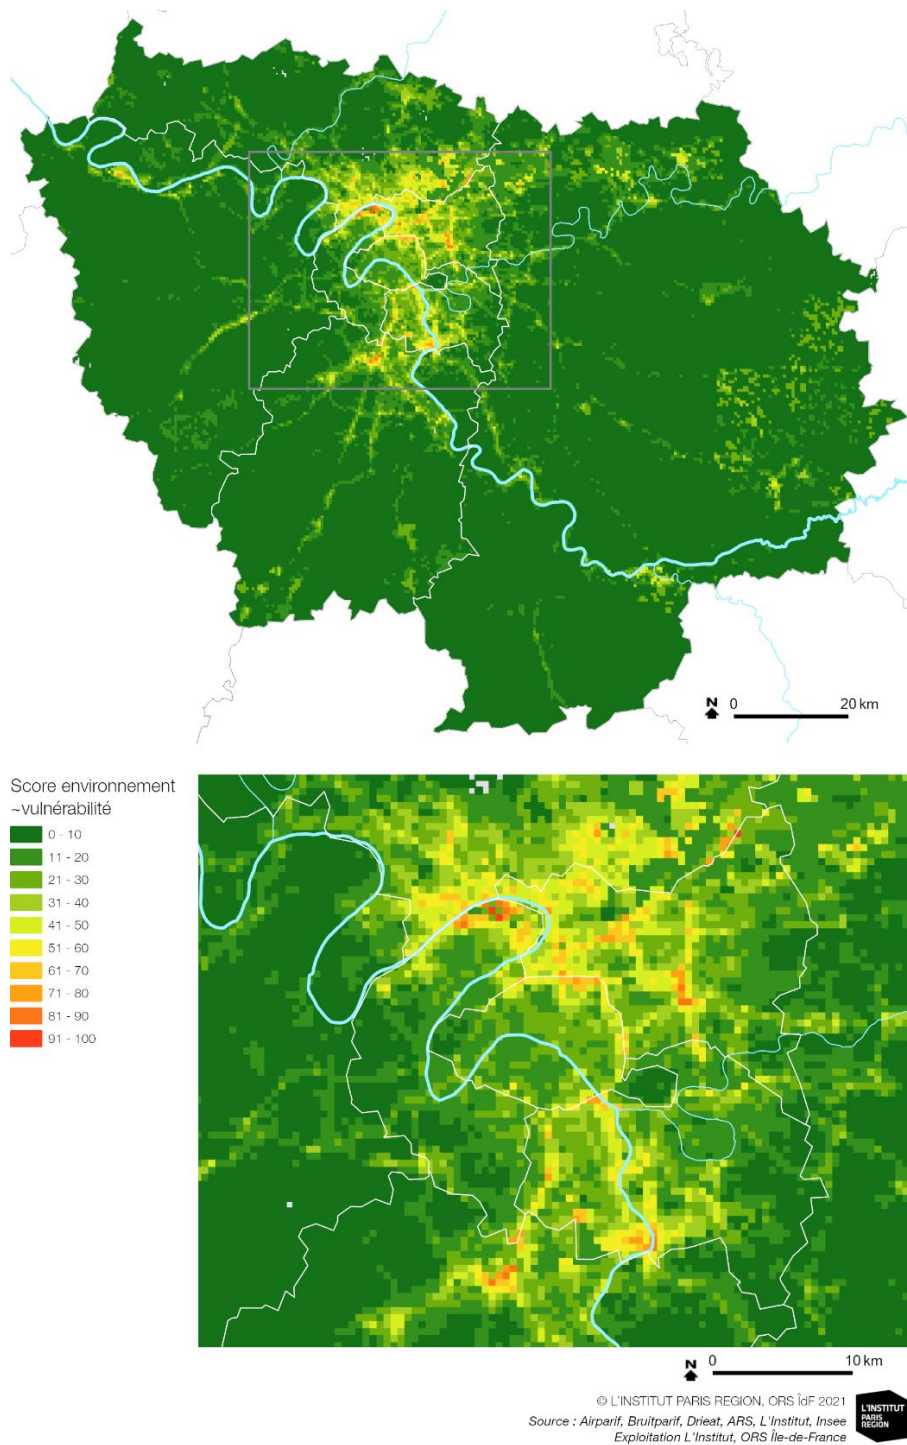 N
0 20 km
Score environnement
~vulnérabilité
0 - 10
11 - 20
21 - 30
31 - 40
41 - 50
51 - 60
61 - 70
71 - 80
81 - 90
91 - 100
N
0 10 km
© L'INSTITUT PARIS REGION, ORS ÎdF 2021
Source : Airparif, Bruitparif, Drieat, ARS, L'Institut, Insee
Exploitation L'Institut, ORS Île-de-France
L'INSTITUT
PARIS
REGION